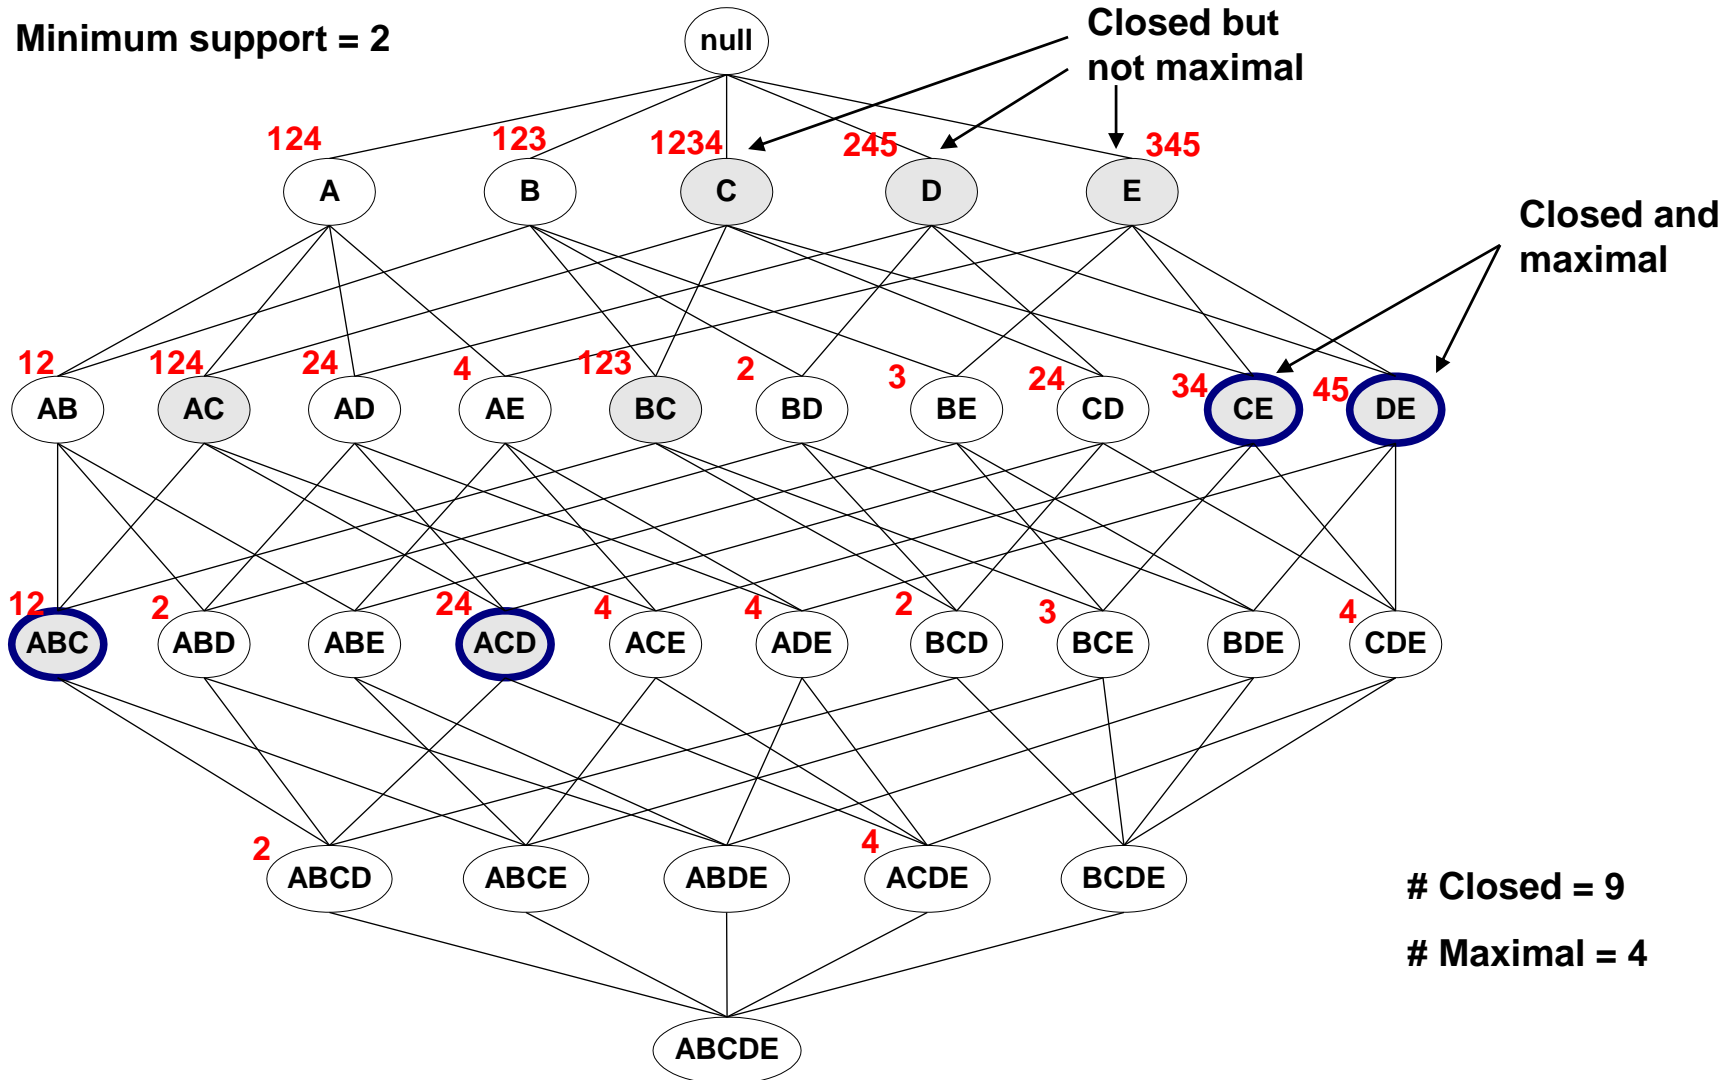 Minimum support = 2
null
Closed but
not maximal
124
123
1234
245
345
A
B
C
D
E
Closed and
maximal
12
124
24
4
123
2
3
24
34
45
AB
AC
AD
AE
BC
BD
BE
CD
CE
DE
12
2
24
4
4
2
3
4
ABC
ABD
ABE
ACD
ACE
ADE
BCD
BCE
BDE
CDE
2
4
ABCD
ABCE
ABDE
ACDE
BCDE
# Closed = 9
# Maximal = 4
ABCDE